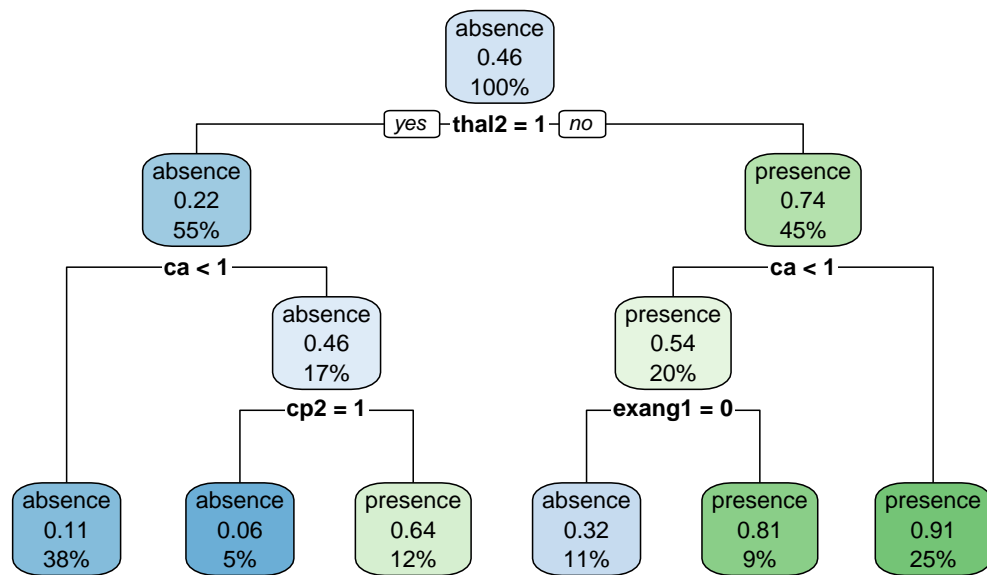 absence
0.46
100%
yes thal2 = 1 no
absence
0.22
55%
presence
0.74
45%
ca < 1
ca < 1
absence
0.46
17%
presence
0.54
20%
cp2 = 1
exang1 = 0
absence
0.11
38%
absence
0.06
5%
presence
0.64
12%
absence
0.32
11%
presence
0.81
9%
presence
0.91
25%